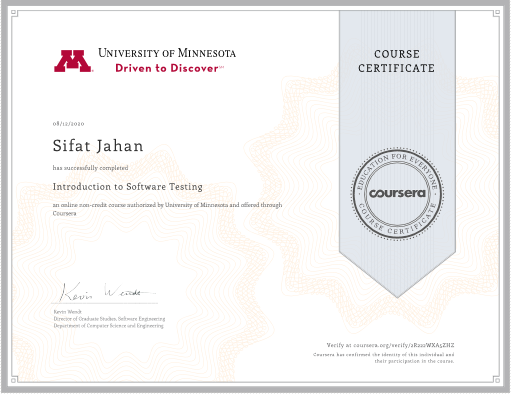 UNIVERSITY OF MINNESOTA
Driven to Discover
COURSE
CERTIFICATE
08/12/2020
Sifat Jahan
has successfully completed
Introduction to Software Testing
an online non-credit course authorized by University of Minnesota and offered through
Coursera
EDUCATION FOR EVERYONE
coursera
COURSE CERTIFICATE
Kevin Wendt
Kevin Wendt
Director of Graduate Studies, Software Engineering
Department of Computer Science and Engineering
Verify at coursera.org/verify/
Coursera has confirmed the identity of this individual and
their participation in the course.